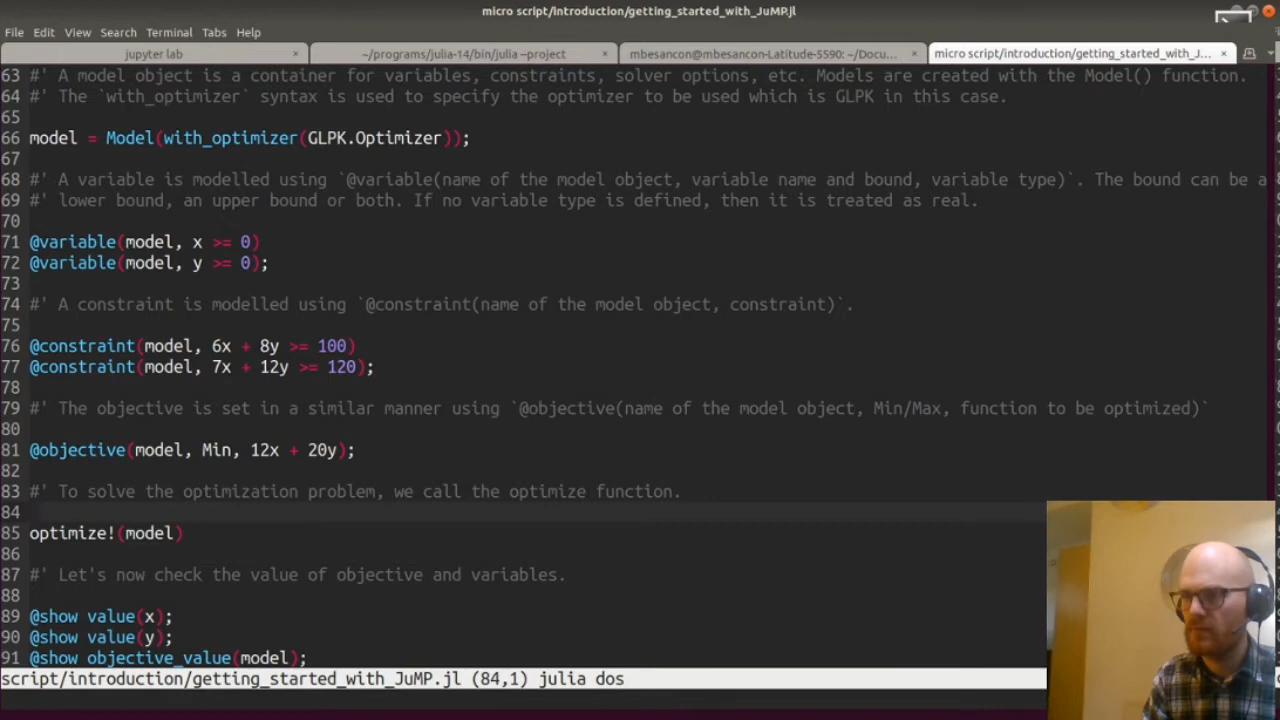 micro script/introduction/getting_started_with_JuMP.jl
File Edit View Search Terminal Tabs Help
jupyter lab × ~/programs/julia-14/bin/julia --project × mbesancon@mbesancon-Latitude-5590: ~/Docu... × micro script/introduction/getting_started_with_J... ×
63 #' A model object is a container for variables, constraints, solver options, etc. Models are created with the Model() function.
64 #' The `with_optimizer` syntax is used to specify the optimizer to be used which is GLPK in this case.
65
66 model = Model(with_optimizer(GLPK.Optimizer));
67
68 #' A variable is modelled using `@variable(name of the model object, variable name and bound, variable type)`. The bound can be a
69 #' lower bound, an upper bound or both. If no variable type is defined, then it is treated as real.
70
71 @variable(model, x >= 0)
72 @variable(model, y >= 0);
73
74 #' A constraint is modelled using `@constraint(name of the model object, constraint)`.
75
76 @constraint(model, 6x + 8y >= 100)
77 @constraint(model, 7x + 12y >= 120);
78
79 #' The objective is set in a similar manner using `@objective(name of the model object, Min/Max, function to be optimized)`
80
81 @objective(model, Min, 12x + 20y);
82
83 #' To solve the optimization problem, we call the optimize function.
84
85 optimize!(model)
86
87 #' Let's now check the value of objective and variables.
88
89 @show value(x);
90 @show value(y);
91 @show objective_value(model);
script/introduction/getting_started_with_JuMP.jl (84,1) julia dos